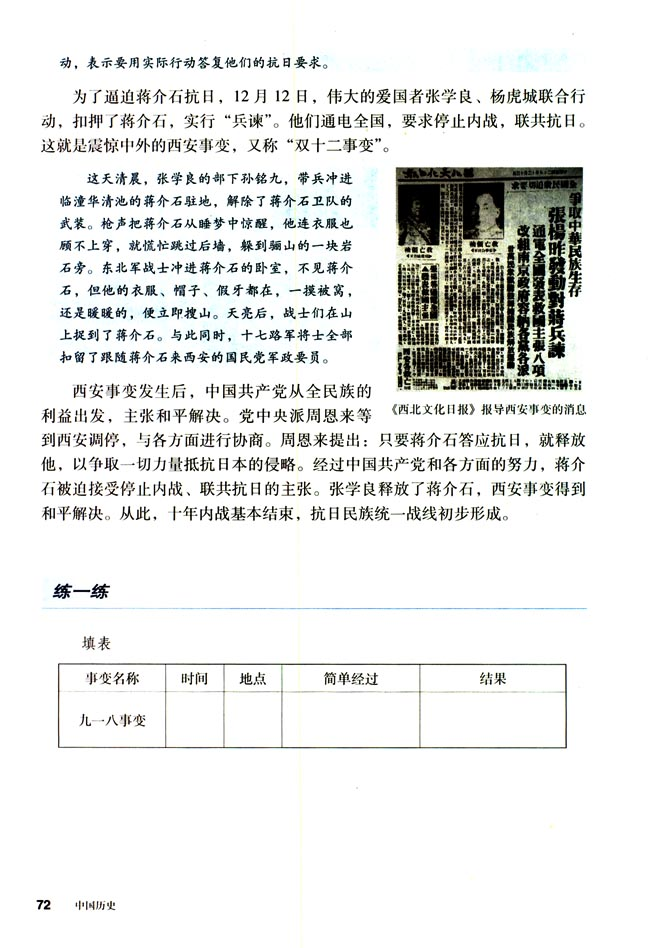 动，表示要用实际行动答复他们的抗日要求。
为了逼迫蒋介石抗日，12月12日，伟大的爱国者张学良、杨虎城联合行
动，扣押了蒋介石，实行“兵谏”。他们通电全国，要求停止内战，联共抗日。
这就是震惊中外的西安事变，又称“双十二事变”。
这天清晨，张学良的部下孙铭九，带兵冲进
临潼华清池的蒋介石驻地，解除了蒋介石卫队的
武装。枪声把蒋介石从睡梦中惊醒，他连衣服也
顾不上穿，就慌忙跳过后墙，躲到骊山的一块岩
石旁。东北军战士冲进蒋介石的卧室，不见蒋介
石，但他的衣服、帽子、假牙都在，一摸被窝，
还是暖暖的，便立即搜山。天亮后，战士们在山
上捉到了蒋介石。与此同时，十七路军将士全部
扣留了跟随蒋介石来西安的国民党军政要员。
爭取中華民族生存
張楊昨發動對蔣兵諫
通電全國發表救國主張八項
改組南京政府容納各黨各派
《西北文化日报》报导西安事变的消息
西安事变发生后，中国共产党从全民族的
利益出发，主张和平解决。党中央派周恩来等
到西安调停，与各方面进行协商。周恩来提出：只要蒋介石答应抗日，就释放
他，以争取一切力量抵抗日本的侵略。经过中国共产党和各方面的努力，蒋介
石被迫接受停止内战、联共抗日的主张。张学良释放了蒋介石，西安事变得到
和平解决。从此，十年内战基本结束，抗日民族统一战线初步形成。
练一练
填表
事变名称 时间 地点 简单经过 结果
九一八事变
72 中国历史